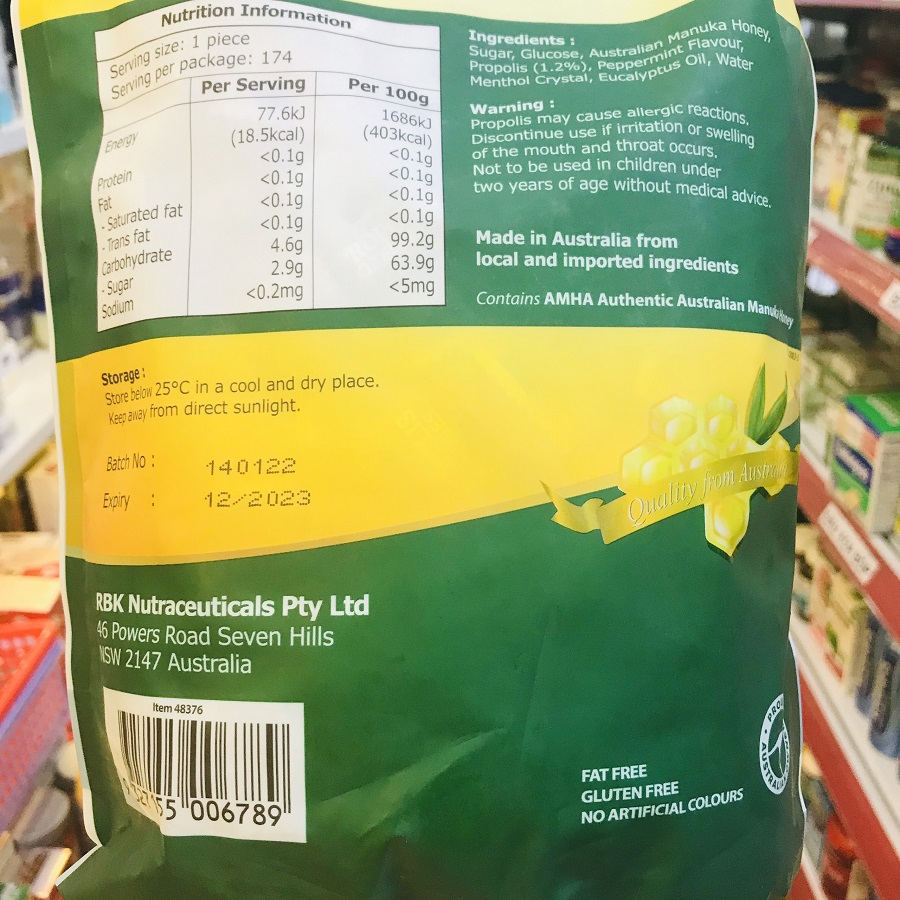 Nutrition Information
Serving size: 1 piece
Serving per package: 174
Per Serving Per 100g
Energy 77.6kJ 1686kJ
(18.5kcal) (403kcal)
Protein <0.1g <0.1g
Fat <0.1g <0.1g
- Saturated fat <0.1g <0.1g
- Trans fat <0.1g <0.1g
Carbohydrate 4.6g 99.2g
- Sugar 2.9g 63.9g
Sodium <0.2mg <5mg
Ingredients :
Sugar, Glucose, Australian Manuka Honey,
Propolis (1.2%), Peppermint Flavour,
Menthol Crystal, Eucalyptus Oil, Water
Warning :
Propolis may cause allergic reactions.
Discontinue use if irritation or swelling
of the mouth and throat occurs.
Not to be used in children under
two years of age without medical advice.
Made in Australia from
local and imported ingredients
Contains AMHA Authentic Australian Manuka Honey
Storage :
Store below 25°C in a cool and dry place.
Keep away from direct sunlight.
Batch No : 140122
Expiry : 12/2023
Quality from Australia
RBK Nutraceuticals Pty Ltd
46 Powers Road Seven Hills
NSW 2147 Australia
Item 48376
55 006789
FAT FREE
GLUTEN FREE
NO ARTIFICIAL COLOURS